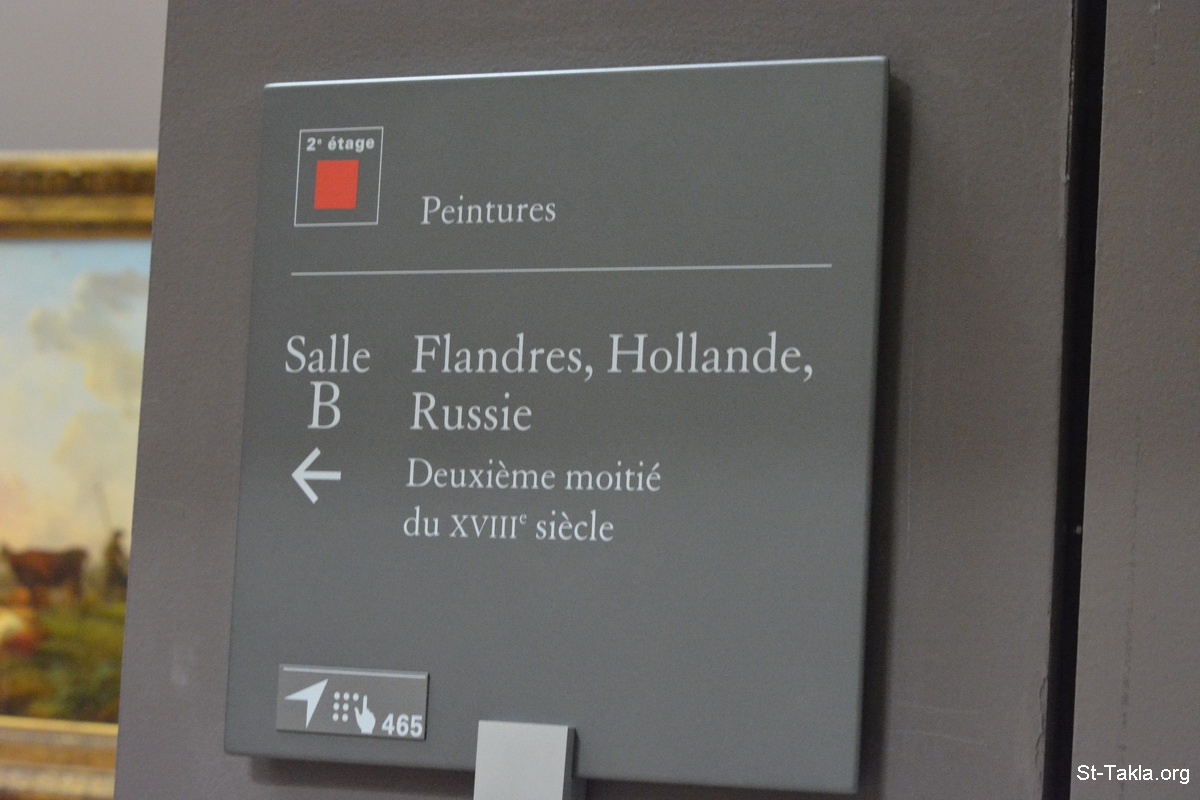 2e étage
Peintures
Salle
B
Flandres, Hollande,
Russie
Deuxième moitié
du XVIIIe siècle
465
St-Takla.org